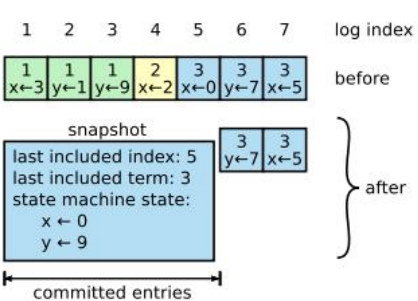 1 2 3 4 5 6 7 log index
1 1 1 2 3 3 3
x←3 y←1 y←9 x←2 x←0 y←7 x←5
before
snapshot
last included index: 5
last included term: 3
state machine state:
x ← 0
y ← 9
3 3
y←7 x←5
after
committed entries